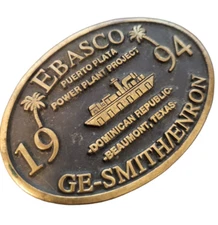 EBASCO
PUERTO PLATA
POWER PLANT PROJECT
19 94
-DOMINICAN REPUBLIC-
-BEAUMONT, TEXAS-
GE-SMITH/ENRON